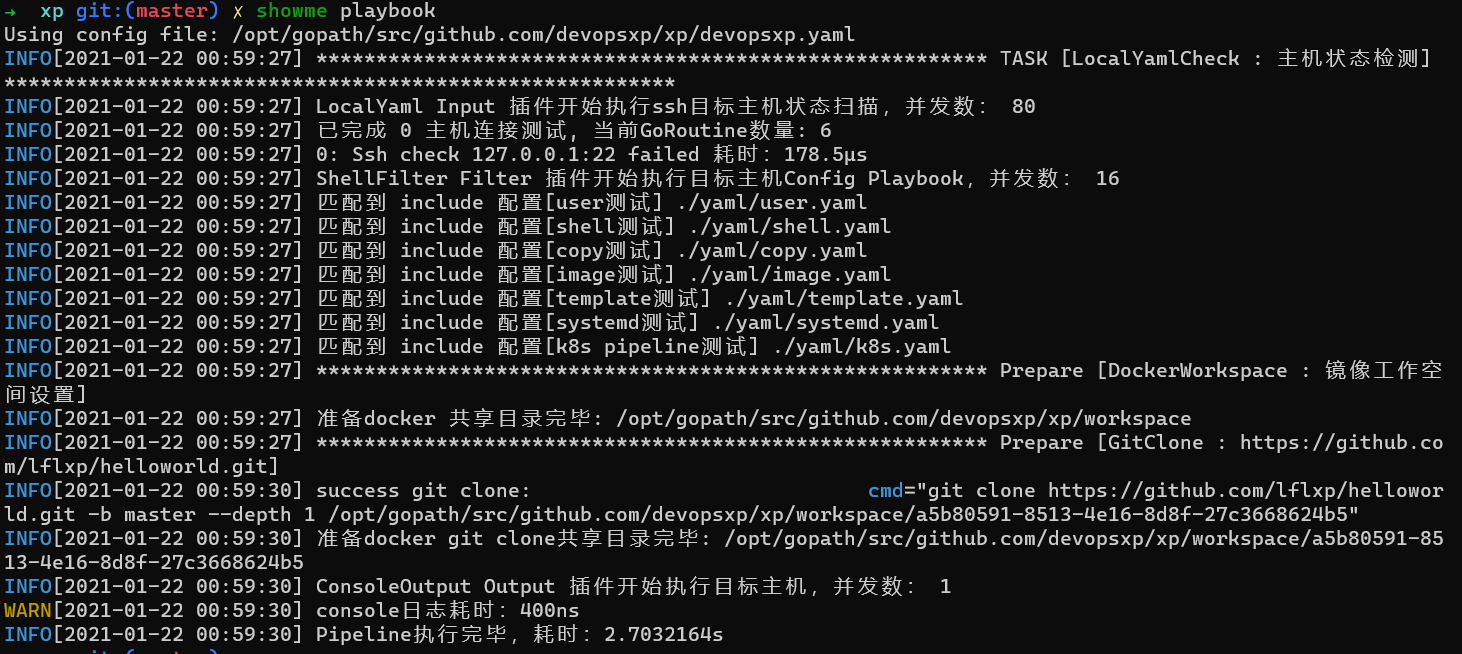 →  xp git:(master) ✗ showme playbook
Using config file: /opt/gopath/src/github.com/devopsxp/xp/devopsxp.yaml
INFO[2021-01-22 00:59:27] ******************************************************** TASK [LocalYamlCheck : 主机状态检测]
********************************************************
INFO[2021-01-22 00:59:27] LocalYaml Input 插件开始执行ssh目标主机状态扫描，并发数： 80
INFO[2021-01-22 00:59:27] 已完成 0 主机连接测试, 当前GoRoutine数量: 6
INFO[2021-01-22 00:59:27] 0: Ssh check 127.0.0.1:22 failed 耗时：178.5µs
INFO[2021-01-22 00:59:27] ShellFilter Filter 插件开始执行目标主机Config Playbook，并发数： 16
INFO[2021-01-22 00:59:27] 匹配到 include 配置[user测试] ./yaml/user.yaml
INFO[2021-01-22 00:59:27] 匹配到 include 配置[shell测试] ./yaml/shell.yaml
INFO[2021-01-22 00:59:27] 匹配到 include 配置[copy测试] ./yaml/copy.yaml
INFO[2021-01-22 00:59:27] 匹配到 include 配置[image测试] ./yaml/image.yaml
INFO[2021-01-22 00:59:27] 匹配到 include 配置[template测试] ./yaml/template.yaml
INFO[2021-01-22 00:59:27] 匹配到 include 配置[systemd测试] ./yaml/systemd.yaml
INFO[2021-01-22 00:59:27] 匹配到 include 配置[k8s pipeline测试] ./yaml/k8s.yaml
INFO[2021-01-22 00:59:27] ******************************************************** Prepare [DockerWorkspace : 镜像工作空
间设置]
INFO[2021-01-22 00:59:27] 准备docker 共享目录完毕: /opt/gopath/src/github.com/devopsxp/xp/workspace
INFO[2021-01-22 00:59:27] ******************************************************** Prepare [GitClone : https://github.co
m/lflxp/helloworld.git]
INFO[2021-01-22 00:59:30] success git clone:                            cmd="git clone https://github.com/lflxp/hellowor
ld.git -b master --depth 1 /opt/gopath/src/github.com/devopsxp/xp/workspace/a5b80591-8513-4e16-8d8f-27c3668624b5"
INFO[2021-01-22 00:59:30] 准备docker git clone共享目录完毕: /opt/gopath/src/github.com/devopsxp/xp/workspace/a5b80591-85
13-4e16-8d8f-27c3668624b5
INFO[2021-01-22 00:59:30] ConsoleOutput Output 插件开始执行目标主机，并发数： 1
WARN[2021-01-22 00:59:30] console日志耗时：400ns
INFO[2021-01-22 00:59:30] Pipeline执行完毕, 耗时：2.7032164s